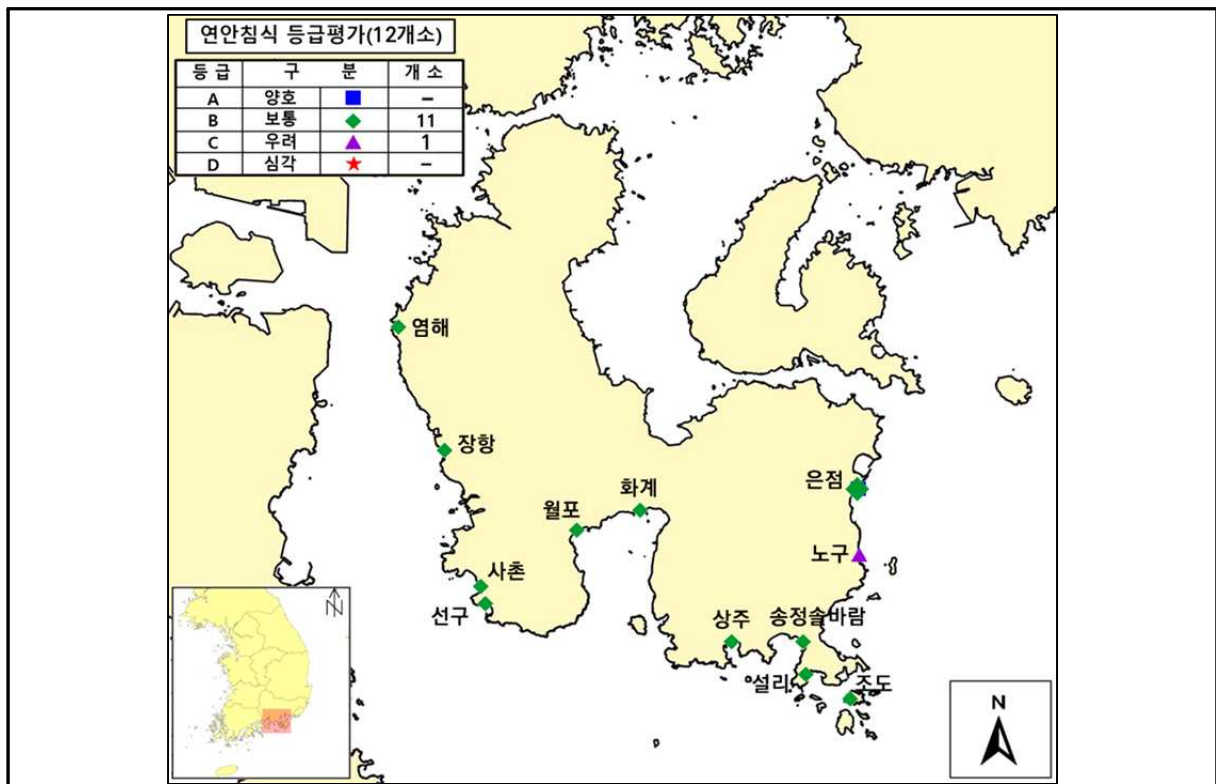 연안침식 등급평가(12개소)
등 급 구 분 개 소
A 양호 –
B 보통 11
C 우려 1
D 심각 –
염해
장항
은점
화계
월포
노구
사촌
선구
상주 송정솔바람
설리 조도
N
N